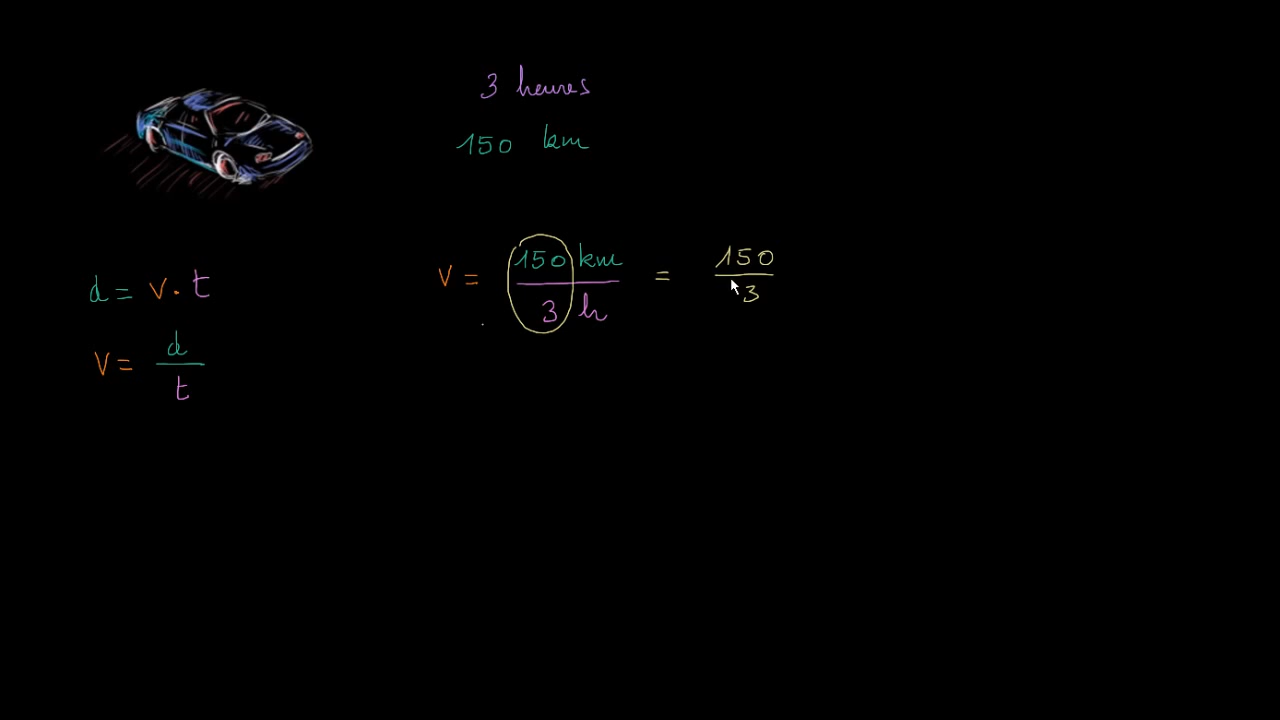 3 heures
150 km
d = v · t
v = d / t
v = 150 km / 3 h = 150 / 3